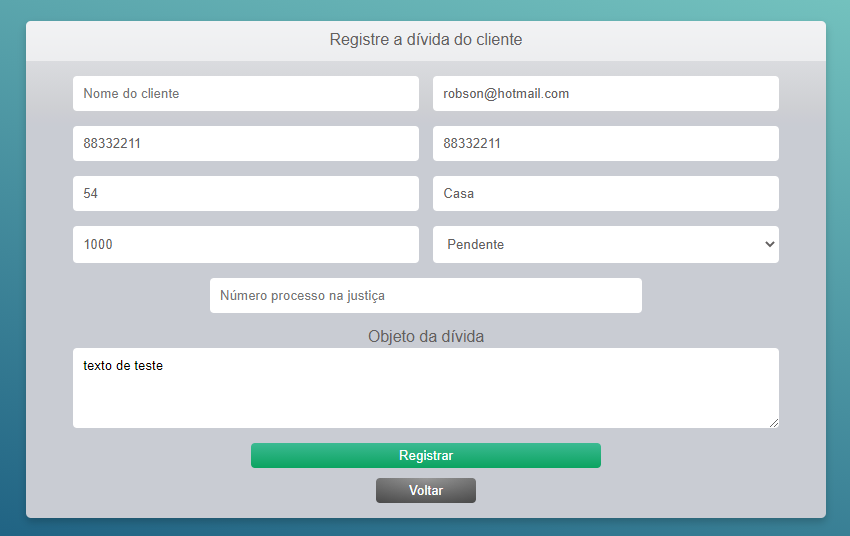 Registre a dívida do cliente
Nome do cliente
robson@hotmail.com
88332211
88332211
54
Casa
1000
Pendente
Número processo na justiça
Objeto da dívida
texto de teste
Registrar
Voltar